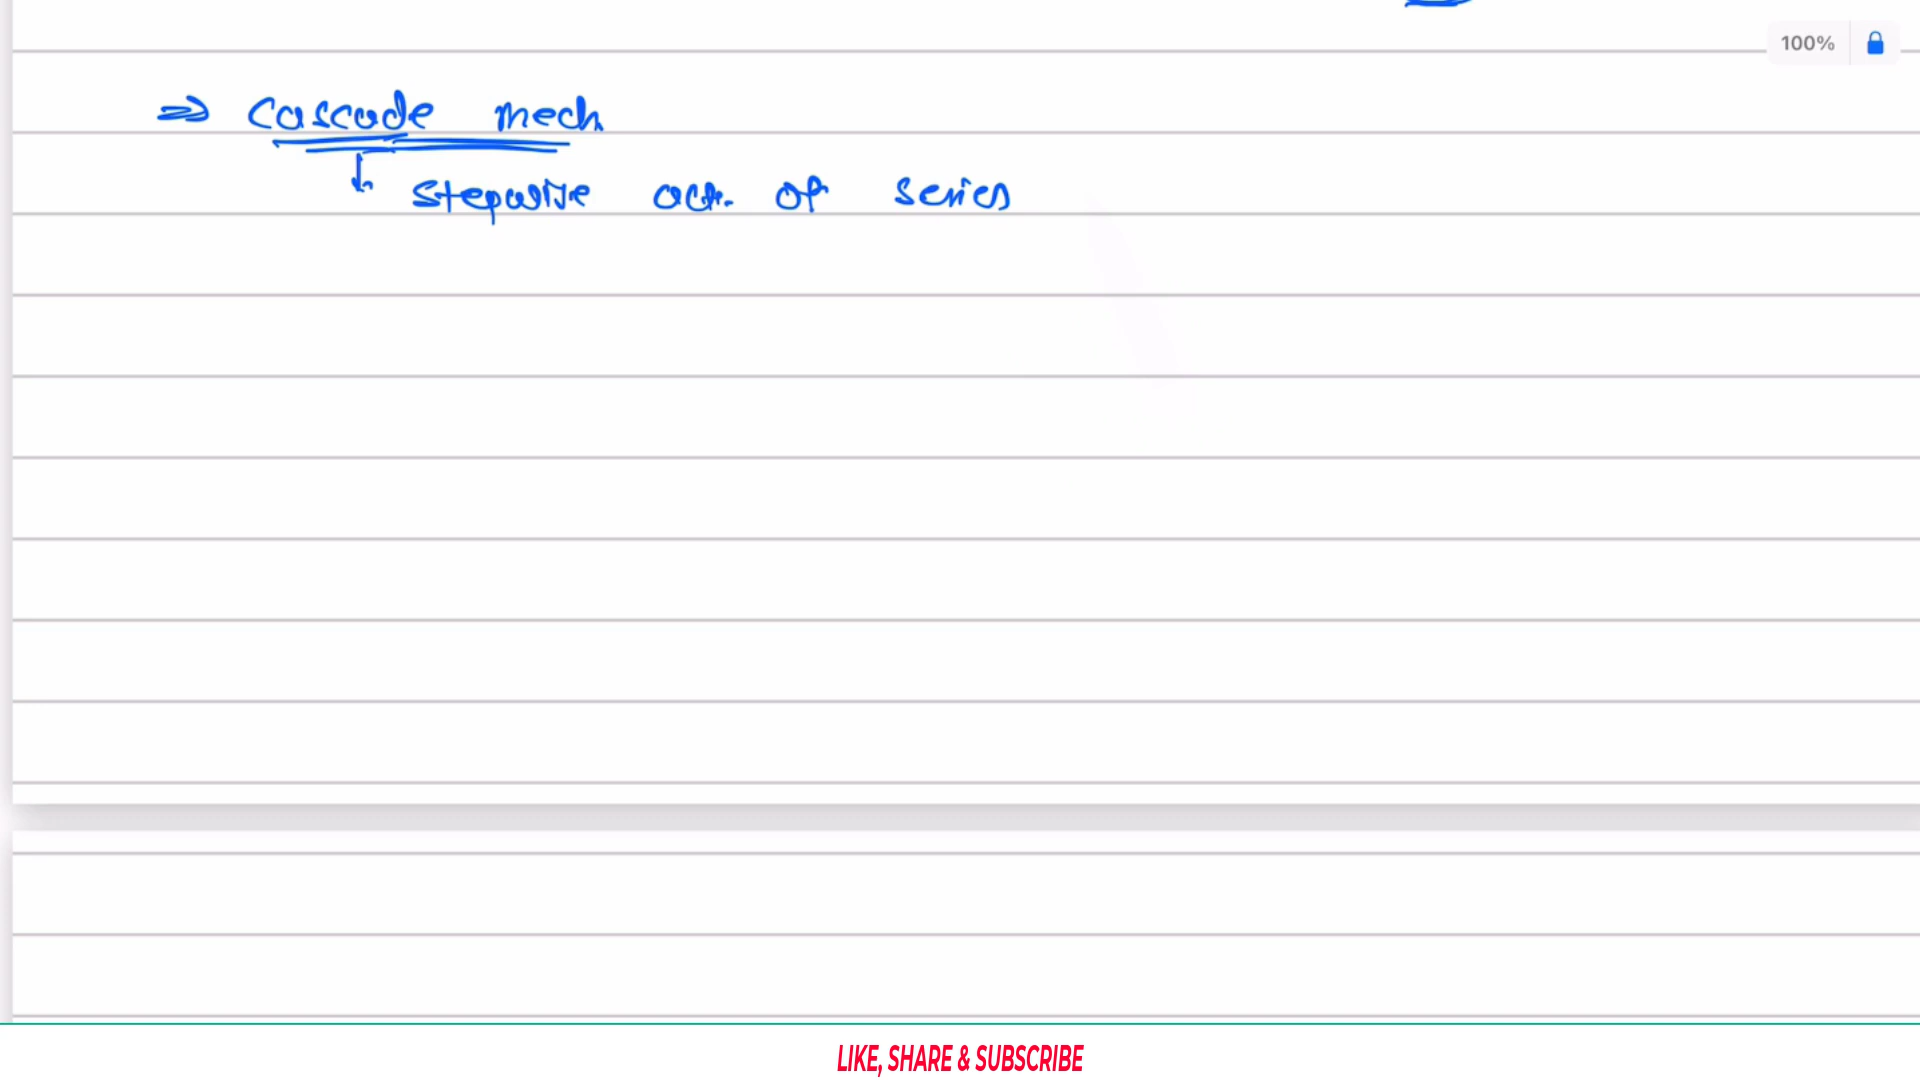 100%
⇒ Cascade mech
↳ Stepwise act. of series
LIKE, SHARE & SUBSCRIBE